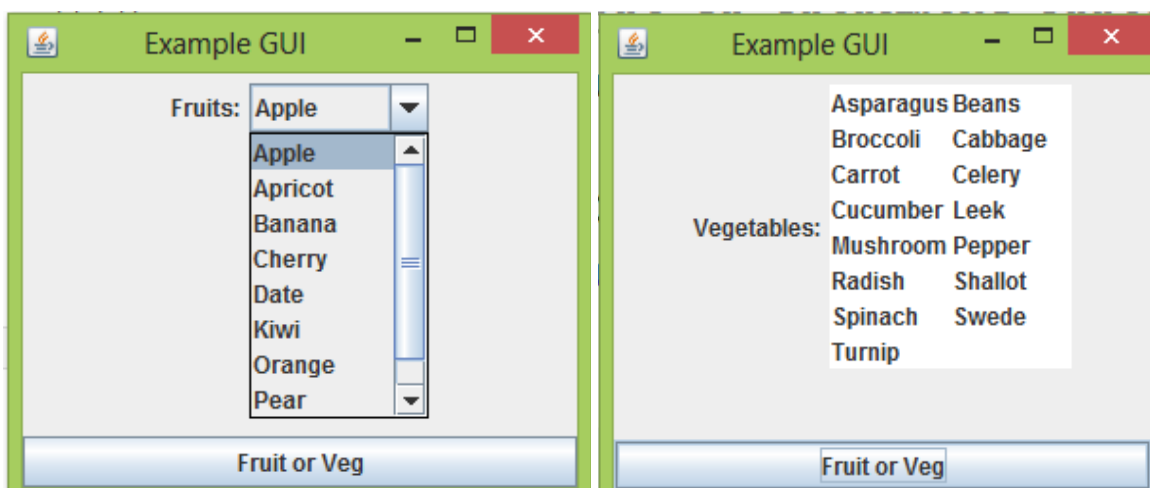 Example GUI
Fruits: Apple
Apple
Apricot
Banana
Cherry
Date
Kiwi
Orange
Pear
Fruit or Veg
Example GUI
Vegetables:
Asparagus Beans
Broccoli Cabbage
Carrot Celery
Cucumber Leek
Mushroom Pepper
Radish Shallot
Spinach Swede
Turnip
Fruit or Veg